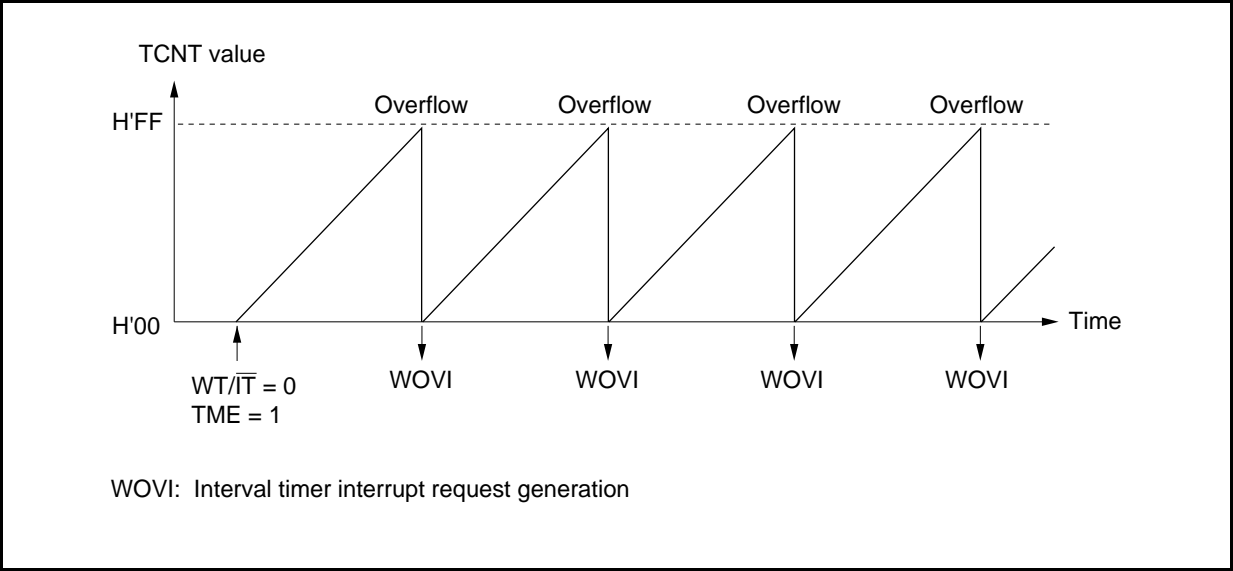 TCNT value
Overflow Overflow Overflow Overflow
H'FF
H'00
Time
WT/I̅T̅ = 0
TME = 1
WOVI WOVI WOVI WOVI
WOVI: Interval timer interrupt request generation